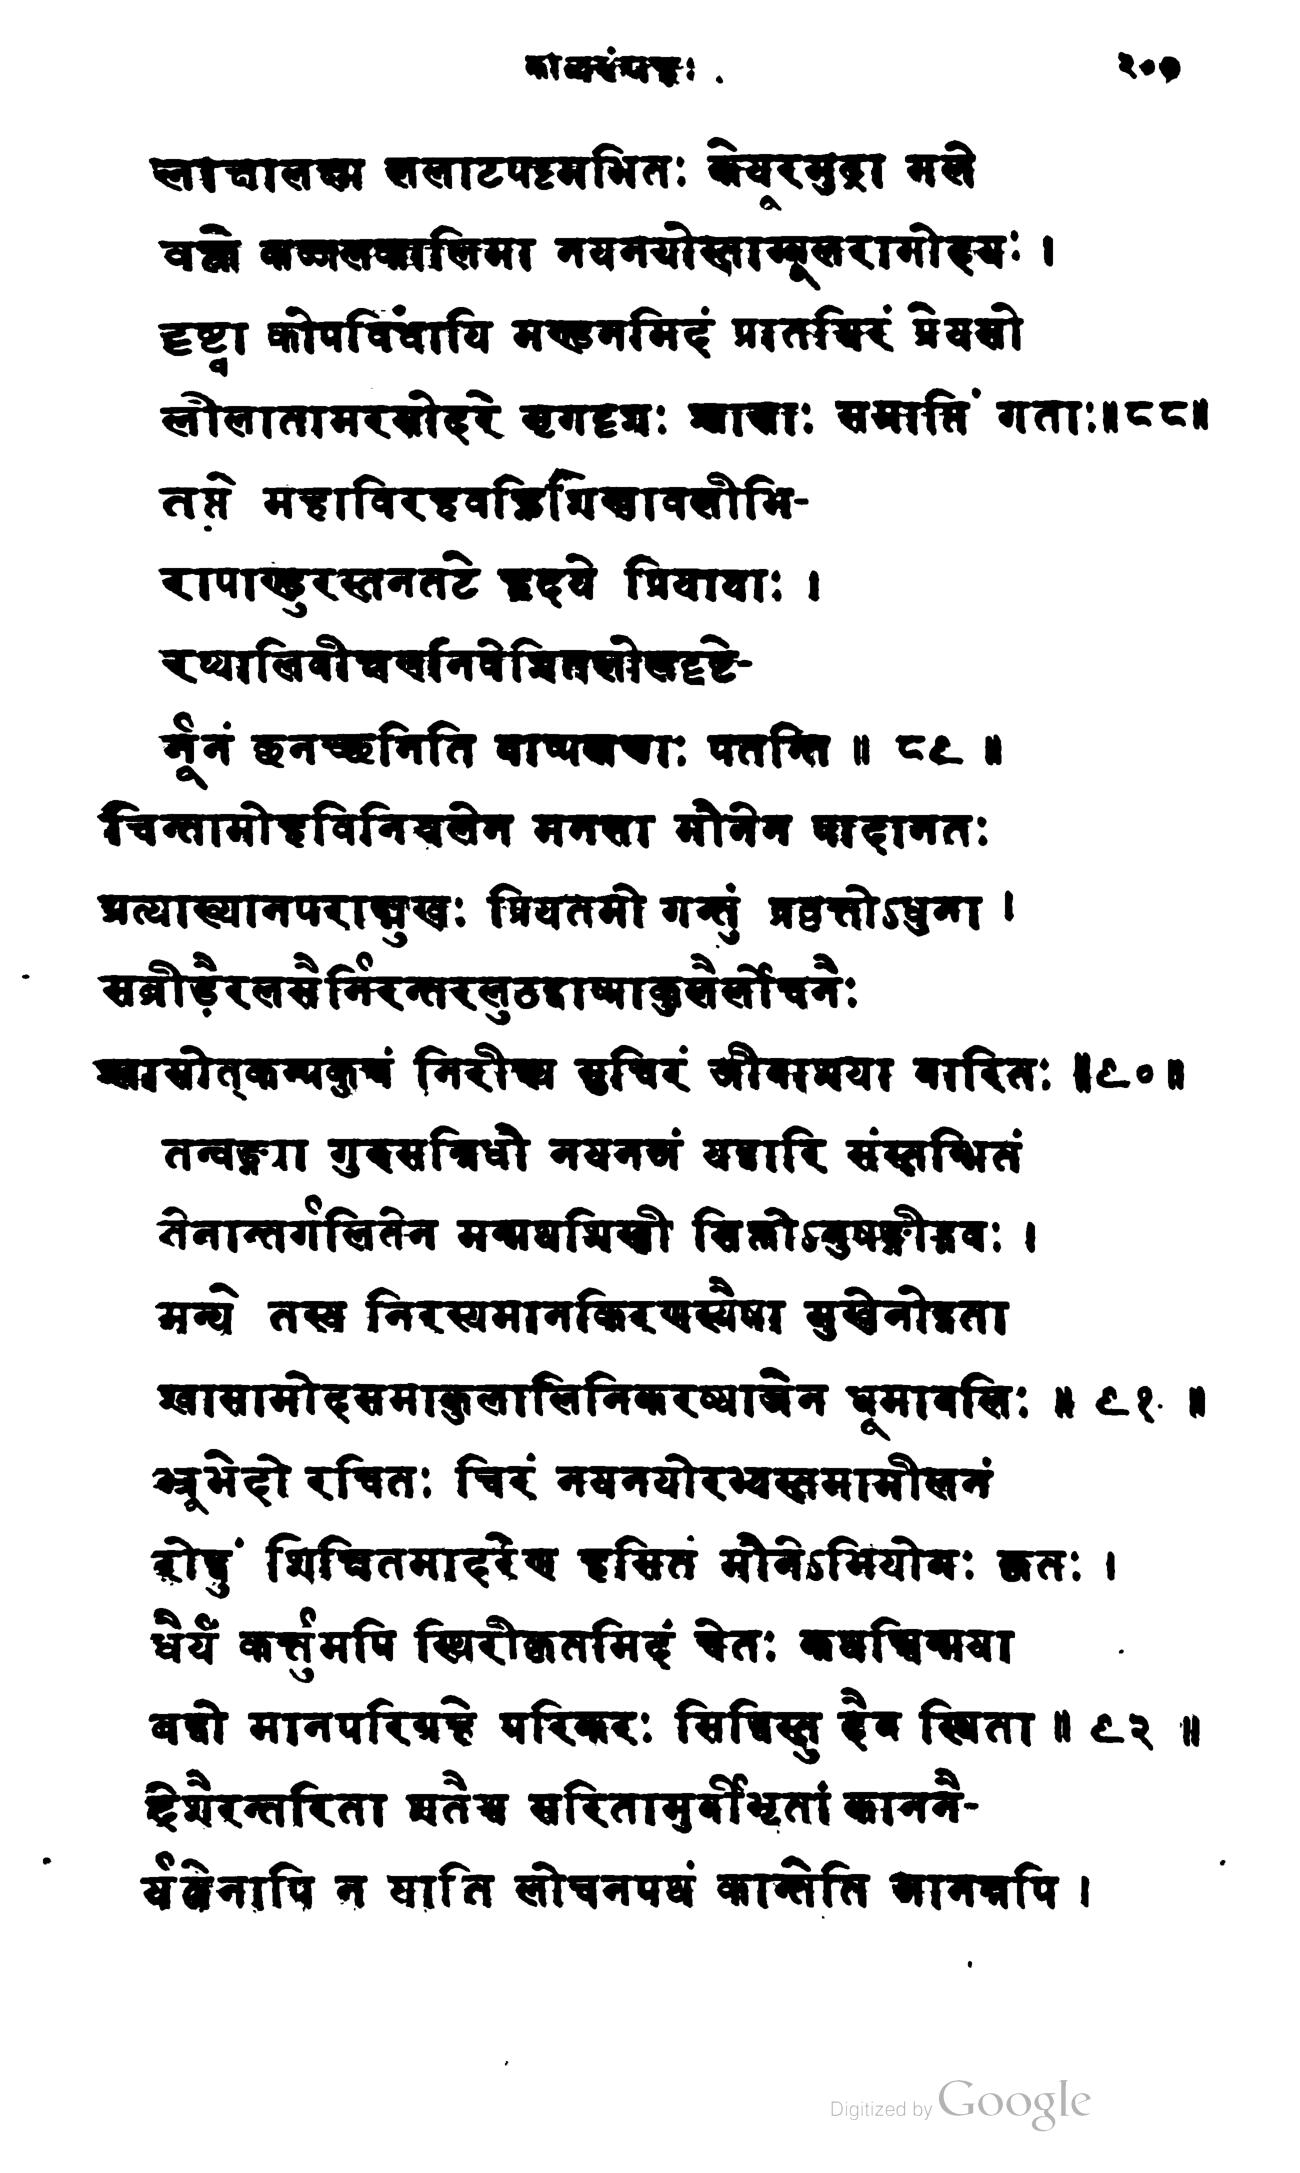 काव्यसंग्रहः । २०१
लाक्षालक्ष्म ललाटपट्टमभितः केयूरमुद्रा गले
वक्त्रे कज्जलकालिमा नयनयोस्ताम्बूलरागोदयः ।
दृष्ट्वा कोपविधायि मण्डनमिदं प्रातश्चिरं प्रेयसो
लीलातामरसोदरे मृगदृशः श्वासाः समाप्तिं गताः॥८८॥
तप्ते महाविरहवह्निशिखावलीभि-
रापाण्डुरस्तनतटे हृदये प्रियायाः ।
रथ्यालिवीक्षणनिवेशितलोलदृष्टे-
र्नूनं छनच्छनिति वाष्पकणाः पतन्ति ॥ ८९ ॥
चिन्तामोहविनिश्चलेन मनसा मौनेन पादानतः
प्रत्याख्यानपराङ्मुखः प्रियतमो गन्तुं प्रवृत्तोऽधुना ।
सव्रीडैरलसैर्निरन्तरलुठद्वाष्पाकुलैर्लोचनैः
श्वासोत्कम्पकुचं निरीक्ष्य सुचिरं जीवाशया वारितः ॥९०॥
तन्वङ्ग्या गुरुसन्निधौ नयनजं यद्वारि संस्तम्भितं
तेनान्तर्गलितेन मन्मथशिखी सिक्तोऽनुषङ्गोद्भवः ।
मन्ये तस्य निरस्यमानकिरणस्यैषा मुखेनोद्गता
श्वासामोदसमाकुलालिनिकरव्याजेन धूमावलिः ॥ ९१ ॥
भ्रूभेदो रचितः चिरं नयनयोरभ्यस्तमामीलनं
रोद्धुं शिक्षितमादरेण हसितं मौनेऽभियोगः कृतः ।
धैर्यं कर्त्तुमपि स्थिरीकृतमिदं चेतः कथञ्चिन्मया
बद्धो मानपरिग्रहे परिकरः सिद्धिस्तु दैव स्थिता ॥ ९२ ॥
देशैरन्तरिता शतैश्च सरितामुर्वीभृतां काननै-
र्यत्नेनापि न याति लोचनपथं कान्तेति जानन्नपि ।
Digitized by Google